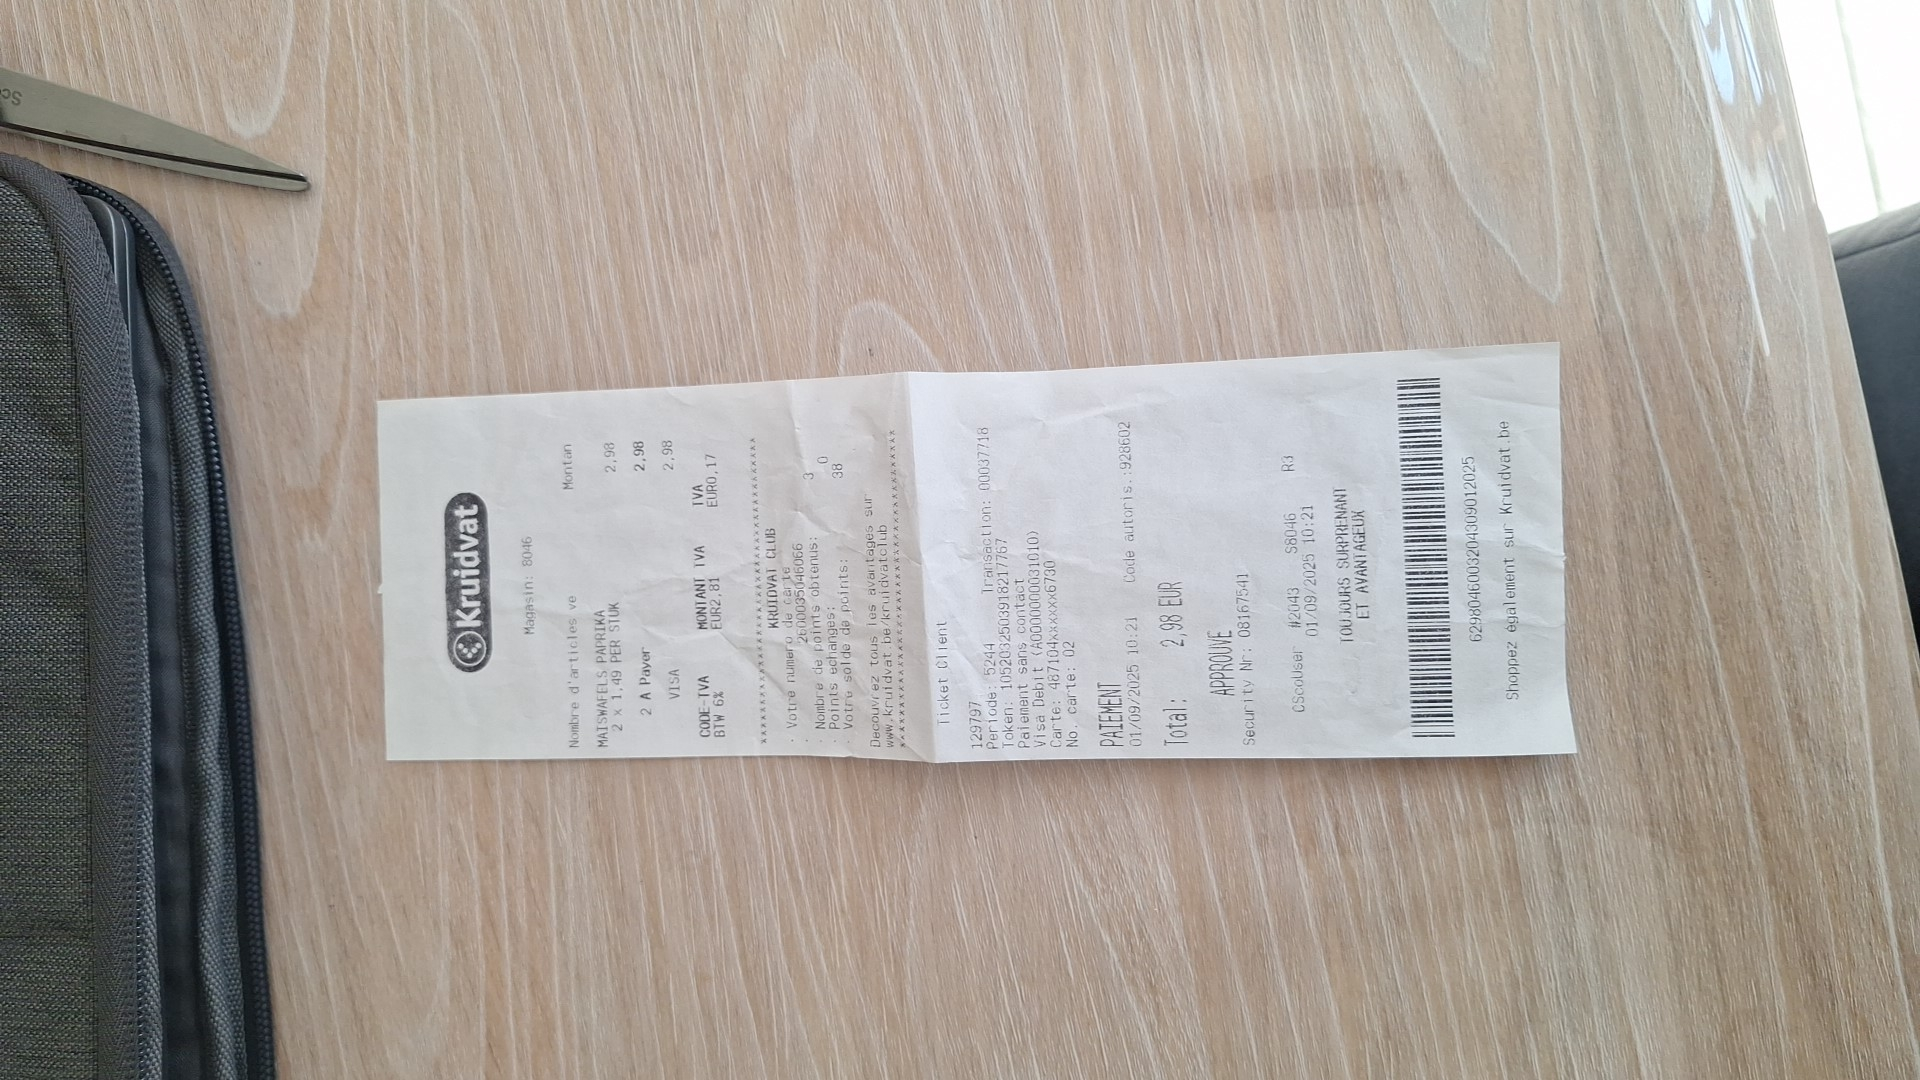 Kruidvat
Magasin: 8046
Nombre d'articles ve Montan
MAISWAFELS PAPRIKA
2 x 1,49 PER STUK 2,98
2 A Payer 2,98
VISA 2,98
CODE-TVA MONTANT TVA TVA
BTW 6% EUR2,81 EUR0,17
KRUIDVAT CLUB
. Votre numero de carte
: 2600035046066
Nombre de points obtenus: 3
Points echanges: 0
Votre solde de points: 38
Decouvrez tous les avantages sur
www.kruidvat.be/kruidvatclub
Ticket Client
129797
Periode: 5244 Transaction: 00037718
Token: 1052032503918217767
Paiement sans contact
Visa Debit (A0000000031010)
Carte: 487104xxxxxx6730
No. carte: 02
PAIEMENT
01/09/2025 10:21 Code autoris.:928602
Total: 2,98 EUR
APPROUVE
Security Nr: 08167541
CScoUser #2043 S8046 R3
01/09/2025 10:21
TOUJOURS SURPRENANT
ET AVANTAGEUX
6298046003204309012025
Shoppez également sur Kruidvat.be